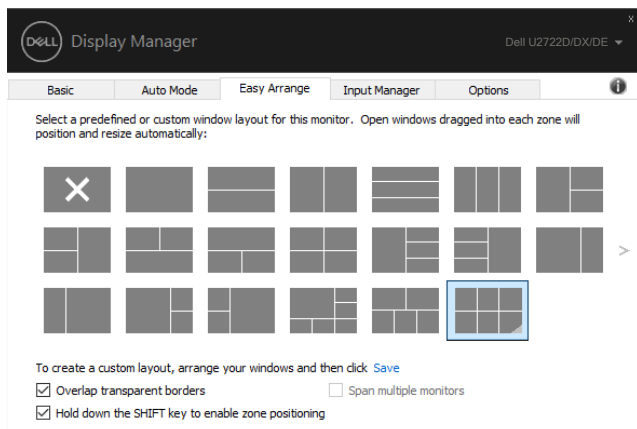 x
DELL Display Manager
Dell U2722D/DX/DE
Basic Auto Mode Easy Arrange Input Manager Options
Select a predefined or custom window layout for this monitor. Open windows dragged into each zone will
position and resize automatically:
>
To create a custom layout, arrange your windows and then click Save
Overlap transparent borders
Span multiple monitors
Hold down the SHIFT key to enable zone positioning